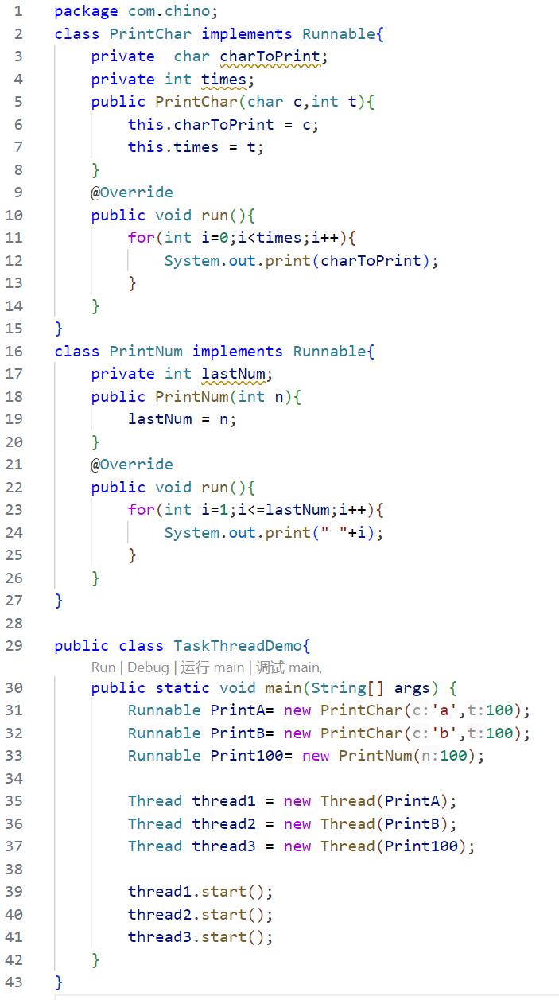 1 package com.chino;
2 class PrintChar implements Runnable{
3     private  char charToPrint;
4     private int times;
5     public PrintChar(char c,int t){
6         this.charToPrint = c;
7         this.times = t;
8     }
9     @Override
10     public void run(){
11         for(int i=0;i<times;i++){
12             System.out.print(charToPrint);
13         }
14     }
15 }
16 class PrintNum implements Runnable{
17     private int lastNum;
18     public PrintNum(int n){
19         lastNum = n;
20     }
21     @Override
22     public void run(){
23         for(int i=1;i<=lastNum;i++){
24             System.out.print(" "+i);
25         }
26     }
27 }
28
29 public class TaskThreadDemo{
Run | Debug | 运行 main | 调试 main,
30     public static void main(String[] args) {
31         Runnable PrintA= new PrintChar(c:'a',t:100);
32         Runnable PrintB= new PrintChar(c:'b',t:100);
33         Runnable Print100= new PrintNum(n:100);
34
35         Thread thread1 = new Thread(PrintA);
36         Thread thread2 = new Thread(PrintB);
37         Thread thread3 = new Thread(Print100);
38
39         thread1.start();
40         thread2.start();
41         thread3.start();
42     }
43 }